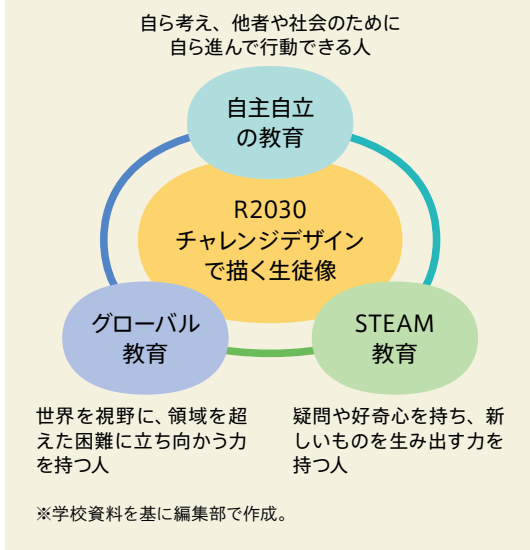 自ら考え、他者や社会のために
自ら進んで行動できる人
自主自立
の教育
R2030
チャレンジデザイン
で描く生徒像
グローバル
教育
STEAM
教育
世界を視野に、領域を超
えた困難に立ち向かう力
を持つ人
疑問や好奇心を持ち、新
しいものを生み出す力を
持つ人
※学校資料を基に編集部で作成。